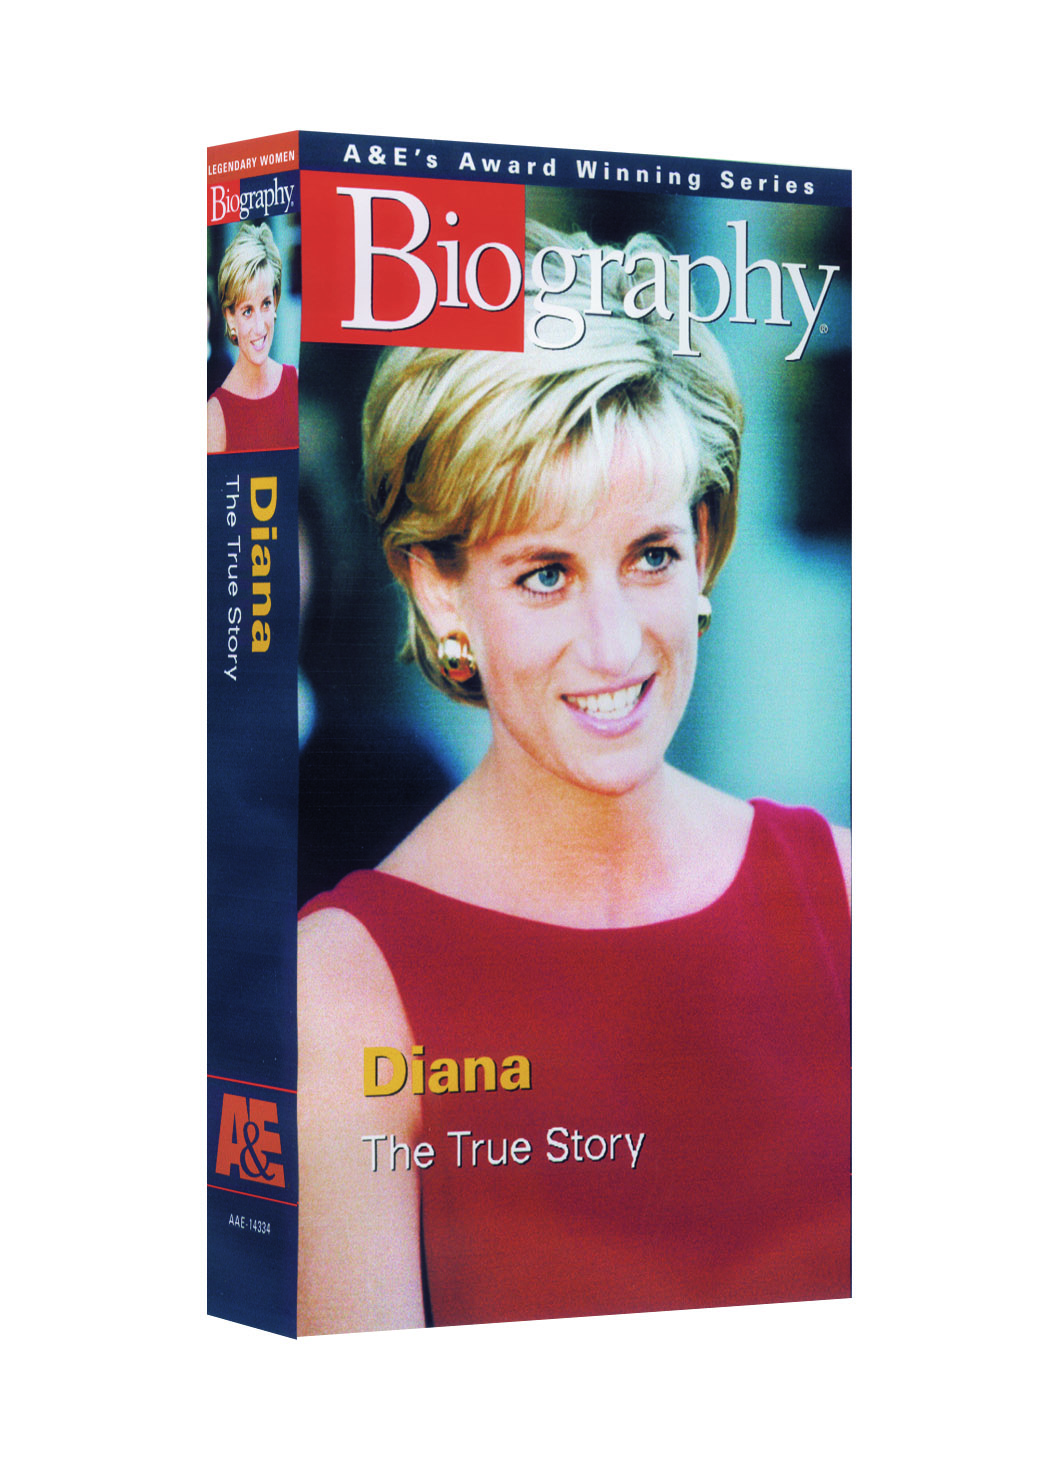 LEGENDARY WOMEN
Biography®
Diana
The True Story
A&E
AAE-14334
A&E's Award Winning Series
Biography®
Diana
The True Story